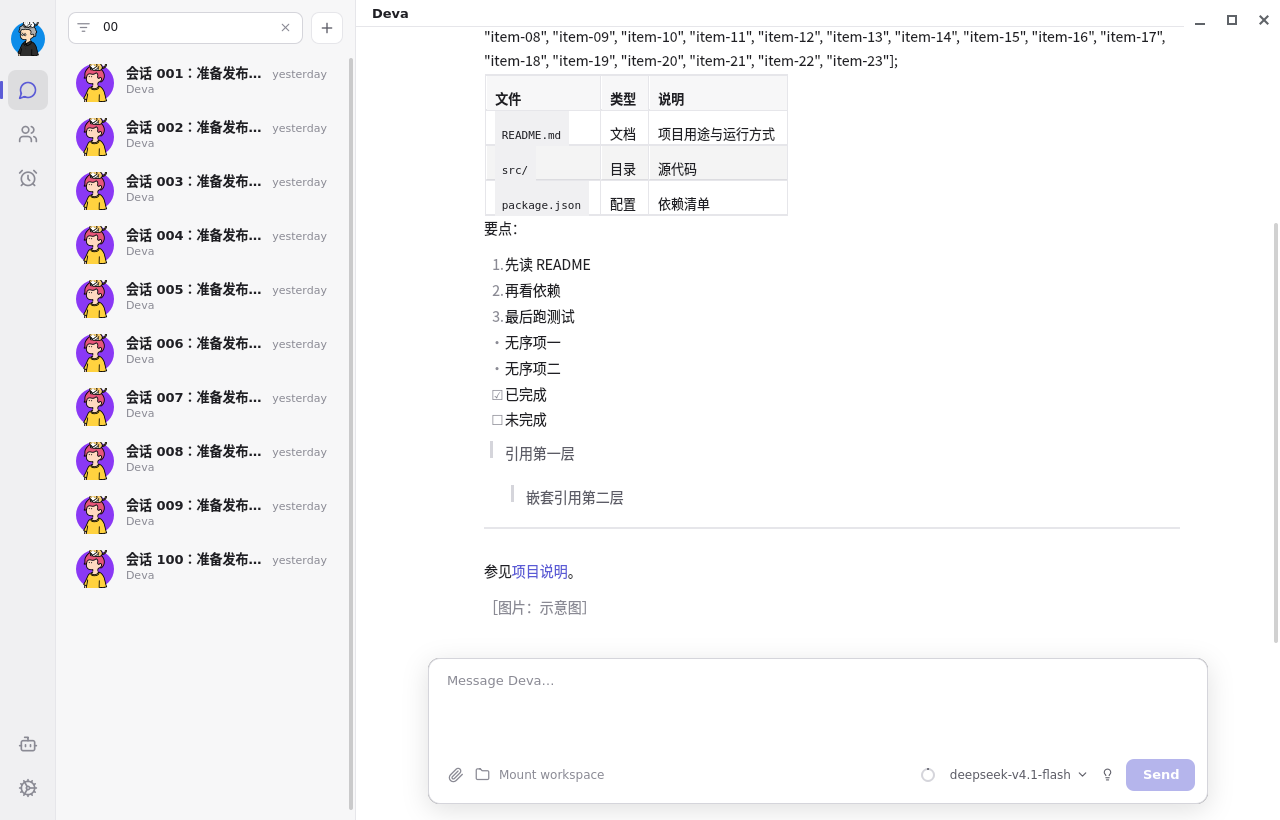 00
会话 001：准备发布… yesterday
Deva
会话 002：准备发布… yesterday
Deva
会话 003：准备发布… yesterday
Deva
会话 004：准备发布… yesterday
Deva
会话 005：准备发布… yesterday
Deva
会话 006：准备发布… yesterday
Deva
会话 007：准备发布… yesterday
Deva
会话 008：准备发布… yesterday
Deva
会话 009：准备发布… yesterday
Deva
会话 100：准备发布… yesterday
Deva
Deva
"item-08", "item-09", "item-10", "item-11", "item-12", "item-13", "item-14", "item-15", "item-16", "item-17",
"item-18", "item-19", "item-20", "item-21", "item-22", "item-23"];
文件 类型 说明
README.md 文档 项目用途与运行方式
src/ 目录 源代码
package.json 配置 依赖清单
要点：
1. 先读 README
2. 再看依赖
3. 最后跑测试
• 无序项一
• 无序项二
☑ 已完成
☐ 未完成
引用第一层
嵌套引用第二层
参见项目说明。
［图片：示意图］
Message Deva…
Mount workspace
deepseek-v4.1-flash
Send